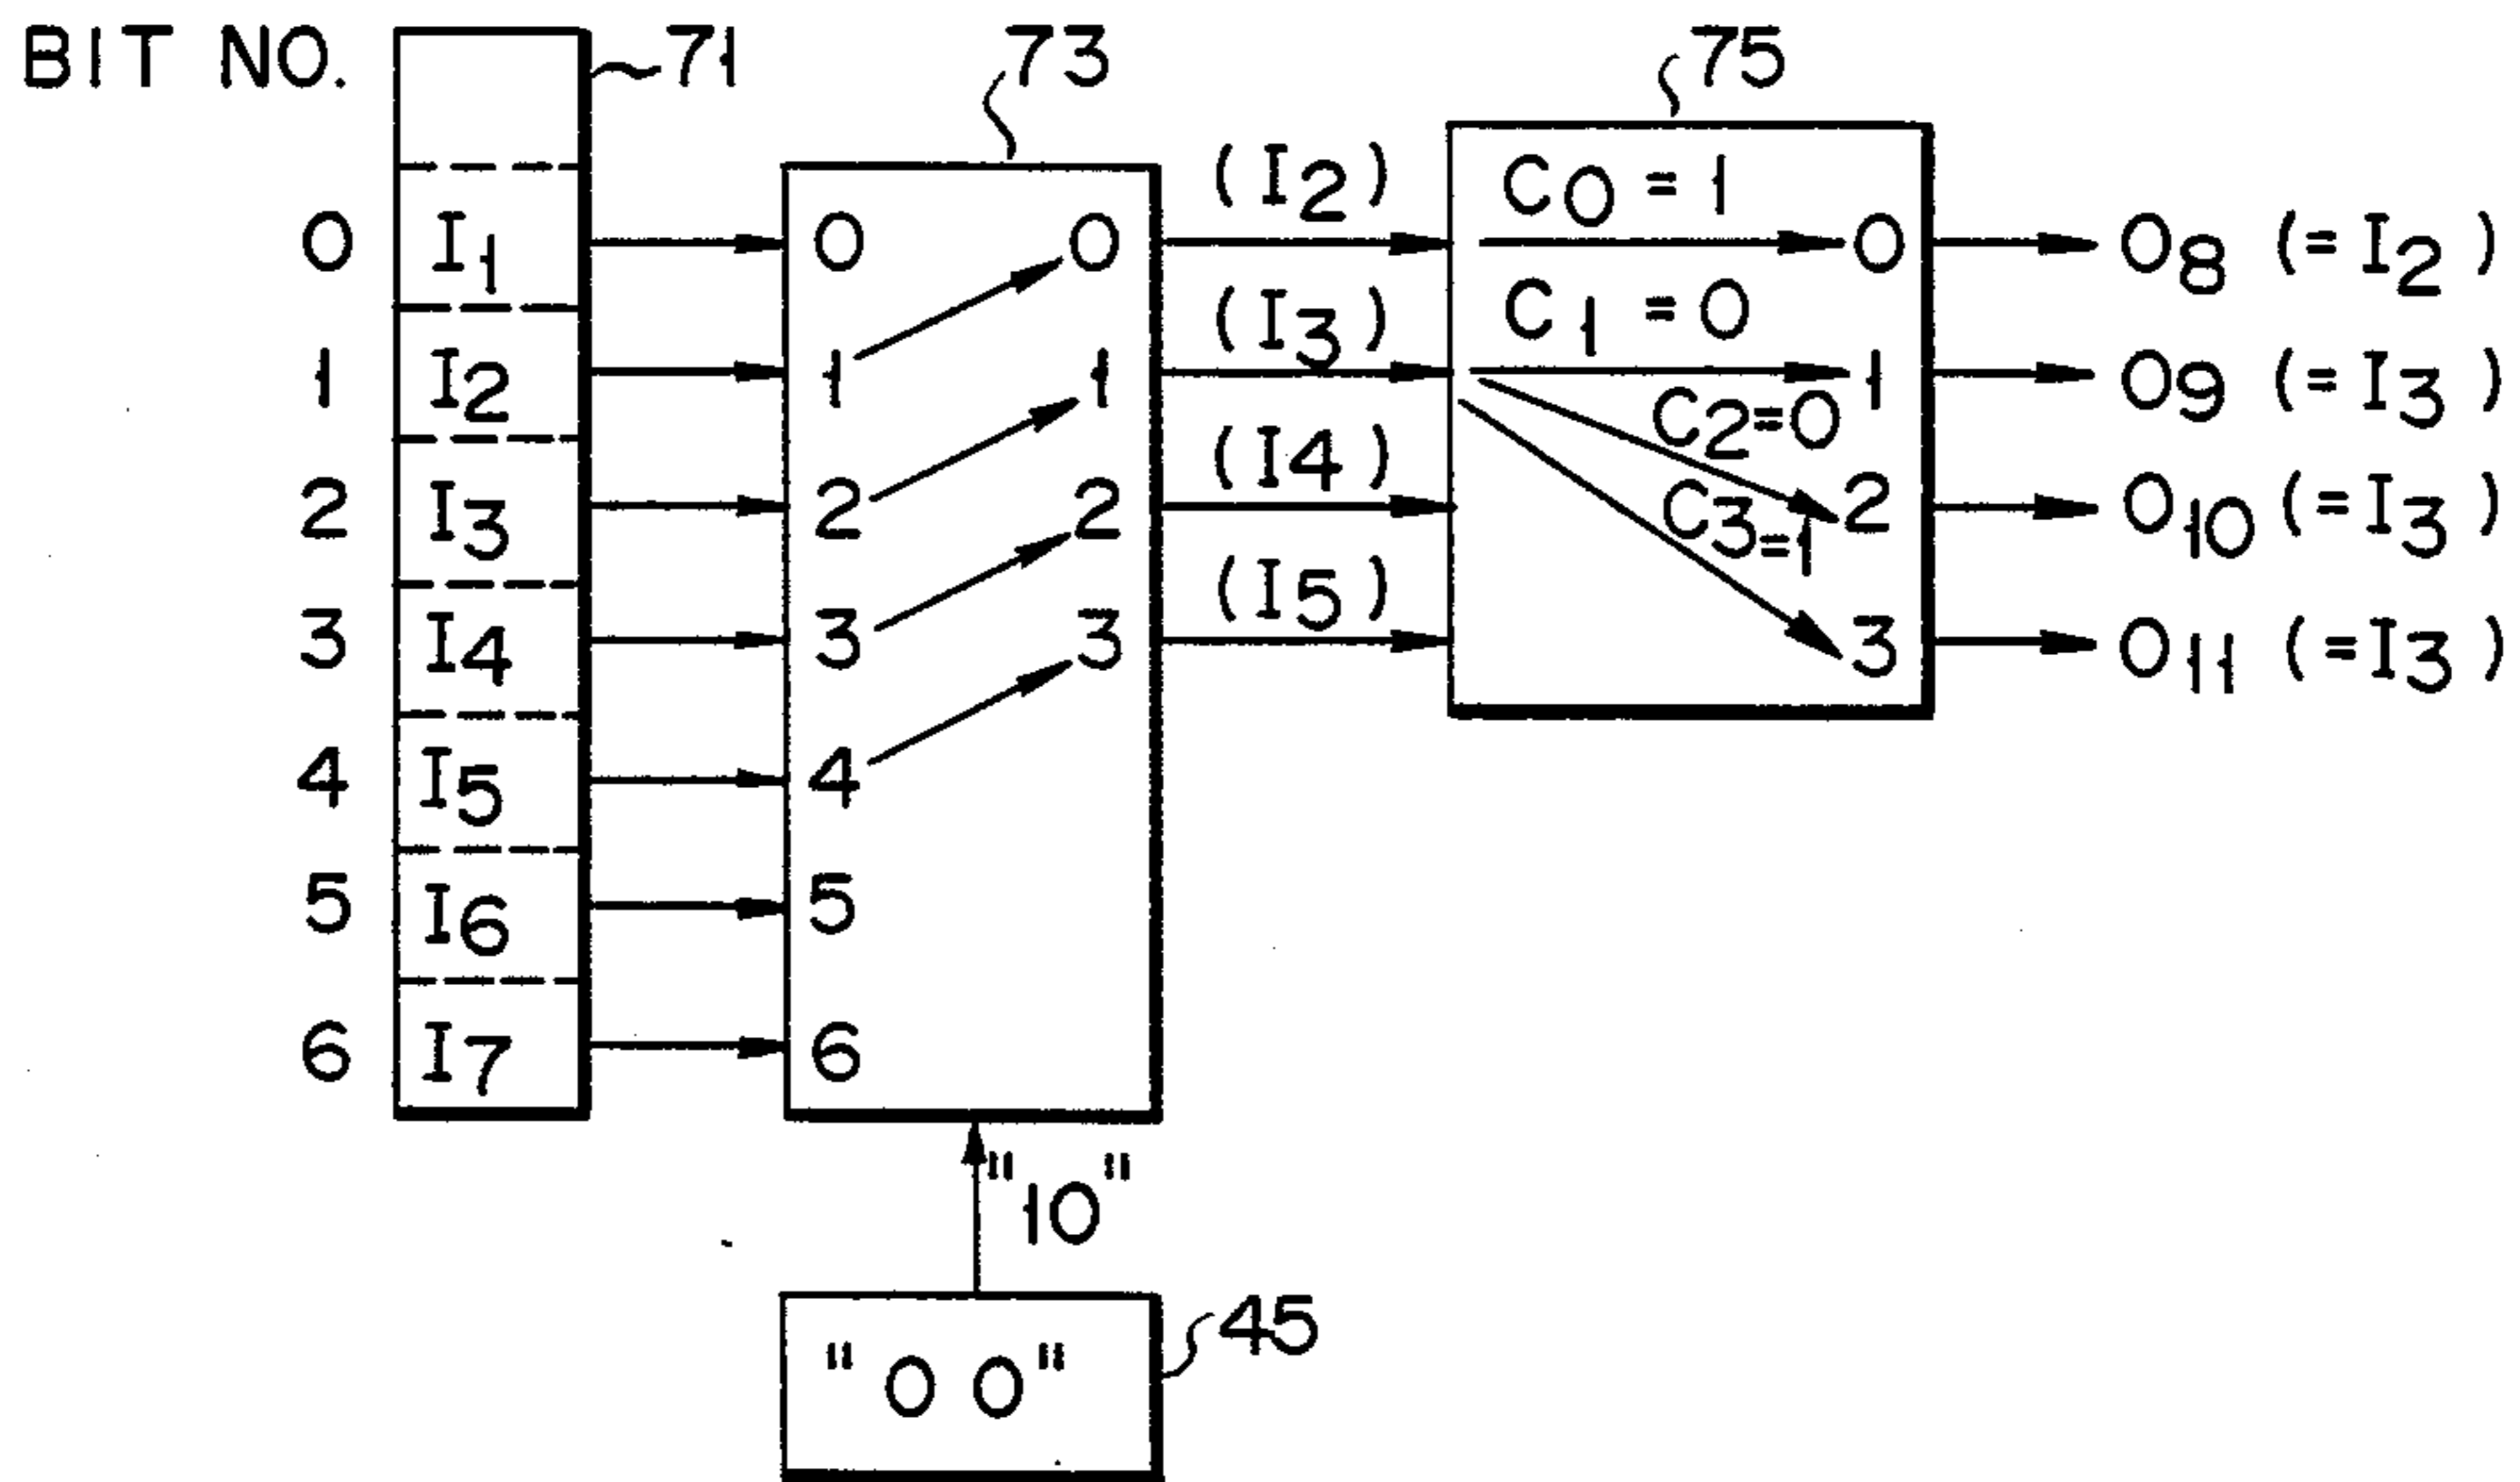 BIT NO. 71 73 75
(I2) C0 = 1
0 I1 0 0 0 O8 (=I2)
(I3) C1 = 0
1 I2 1 1 1 O9 (=I3)
(I4) C2=0
2 I3 2 2 2 O10 (=I3)
(I5) C3=1
3 I4 3 3 3 O11 (=I3)
4 I5 4
5 I6 5
6 I7 6
"10"
45
"00"